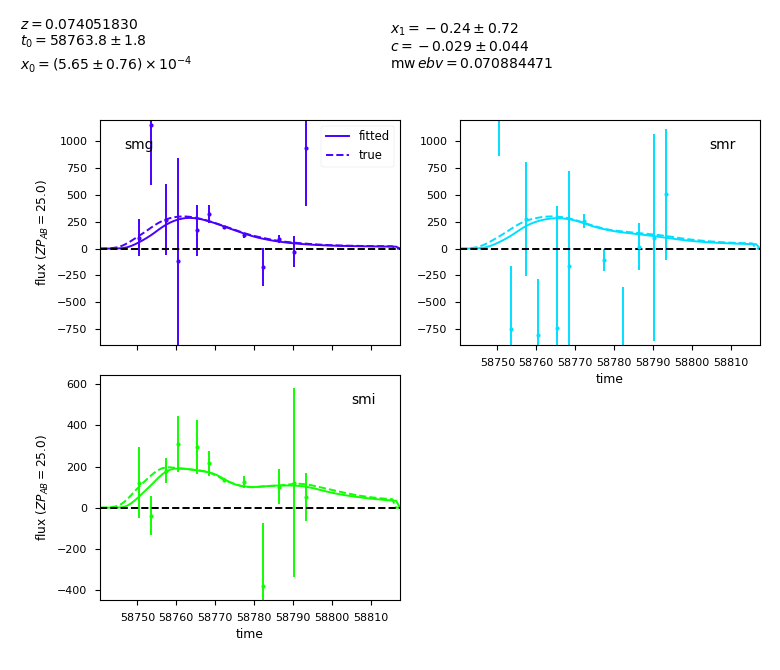 z = 0.074051830
t₀ = 58763.8 ± 1.8
x₀ = (5.65 ± 0.76) × 10⁻⁴
x₁ = −0.24 ± 0.72
c = −0.029 ± 0.044
mw ebv = 0.070884471
smg
fitted
true
1000
750
500
250
0
−250
−500
−750
flux (ZP_AB = 25.0)
smr
1000
750
500
250
0
−250
−500
−750
58750 58760 58770 58780 58790 58800 58810
time
smi
600
400
200
0
−200
−400
flux (ZP_AB = 25.0)
58750 58760 58770 58780 58790 58800 58810
time